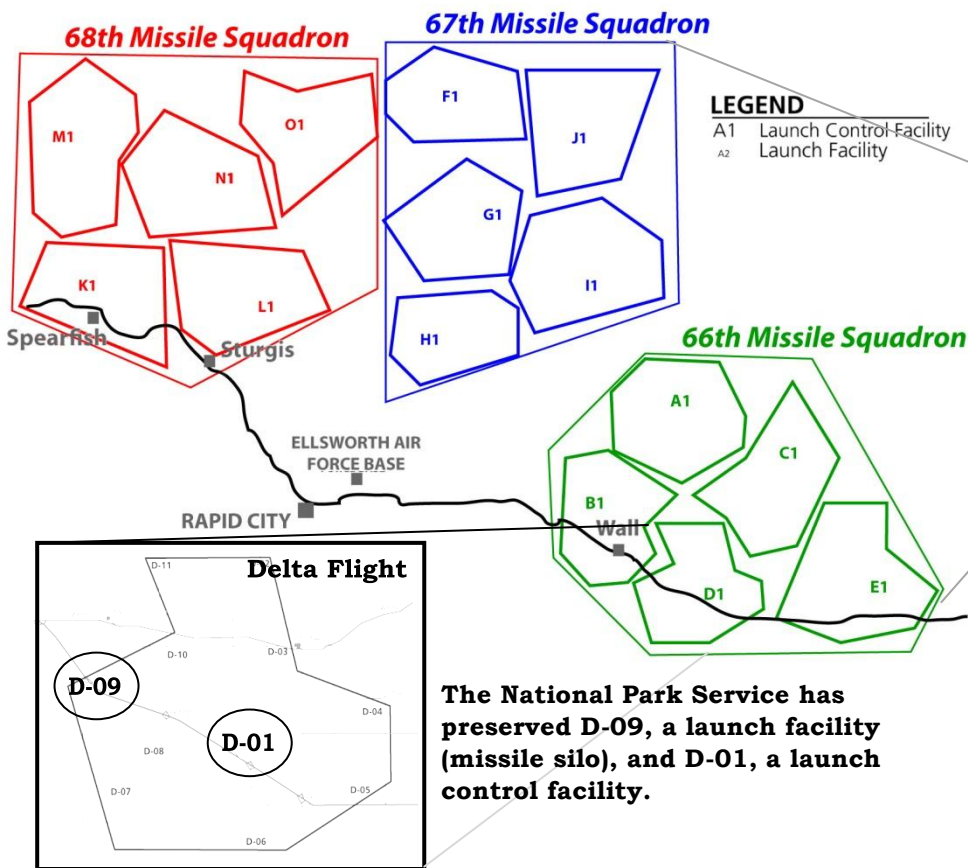 68th Missile Squadron
67th Missile Squadron
M1
N1
O1
K1
L1
F1
J1
G1
I1
H1
LEGEND
A1 Launch Control Facility
A2 Launch Facility
Spearfish
Sturgis
ELLSWORTH AIR
FORCE BASE
RAPID CITY
66th Missile Squadron
A1
C1
B1
Wall
D1
E1
Delta Flight
D-11
D-10
D-03
D-09
D-04
D-01
D-08
D-07
D-05
D-06
The National Park Service has
preserved D-09, a launch facility
(missile silo), and D-01, a launch
control facility.